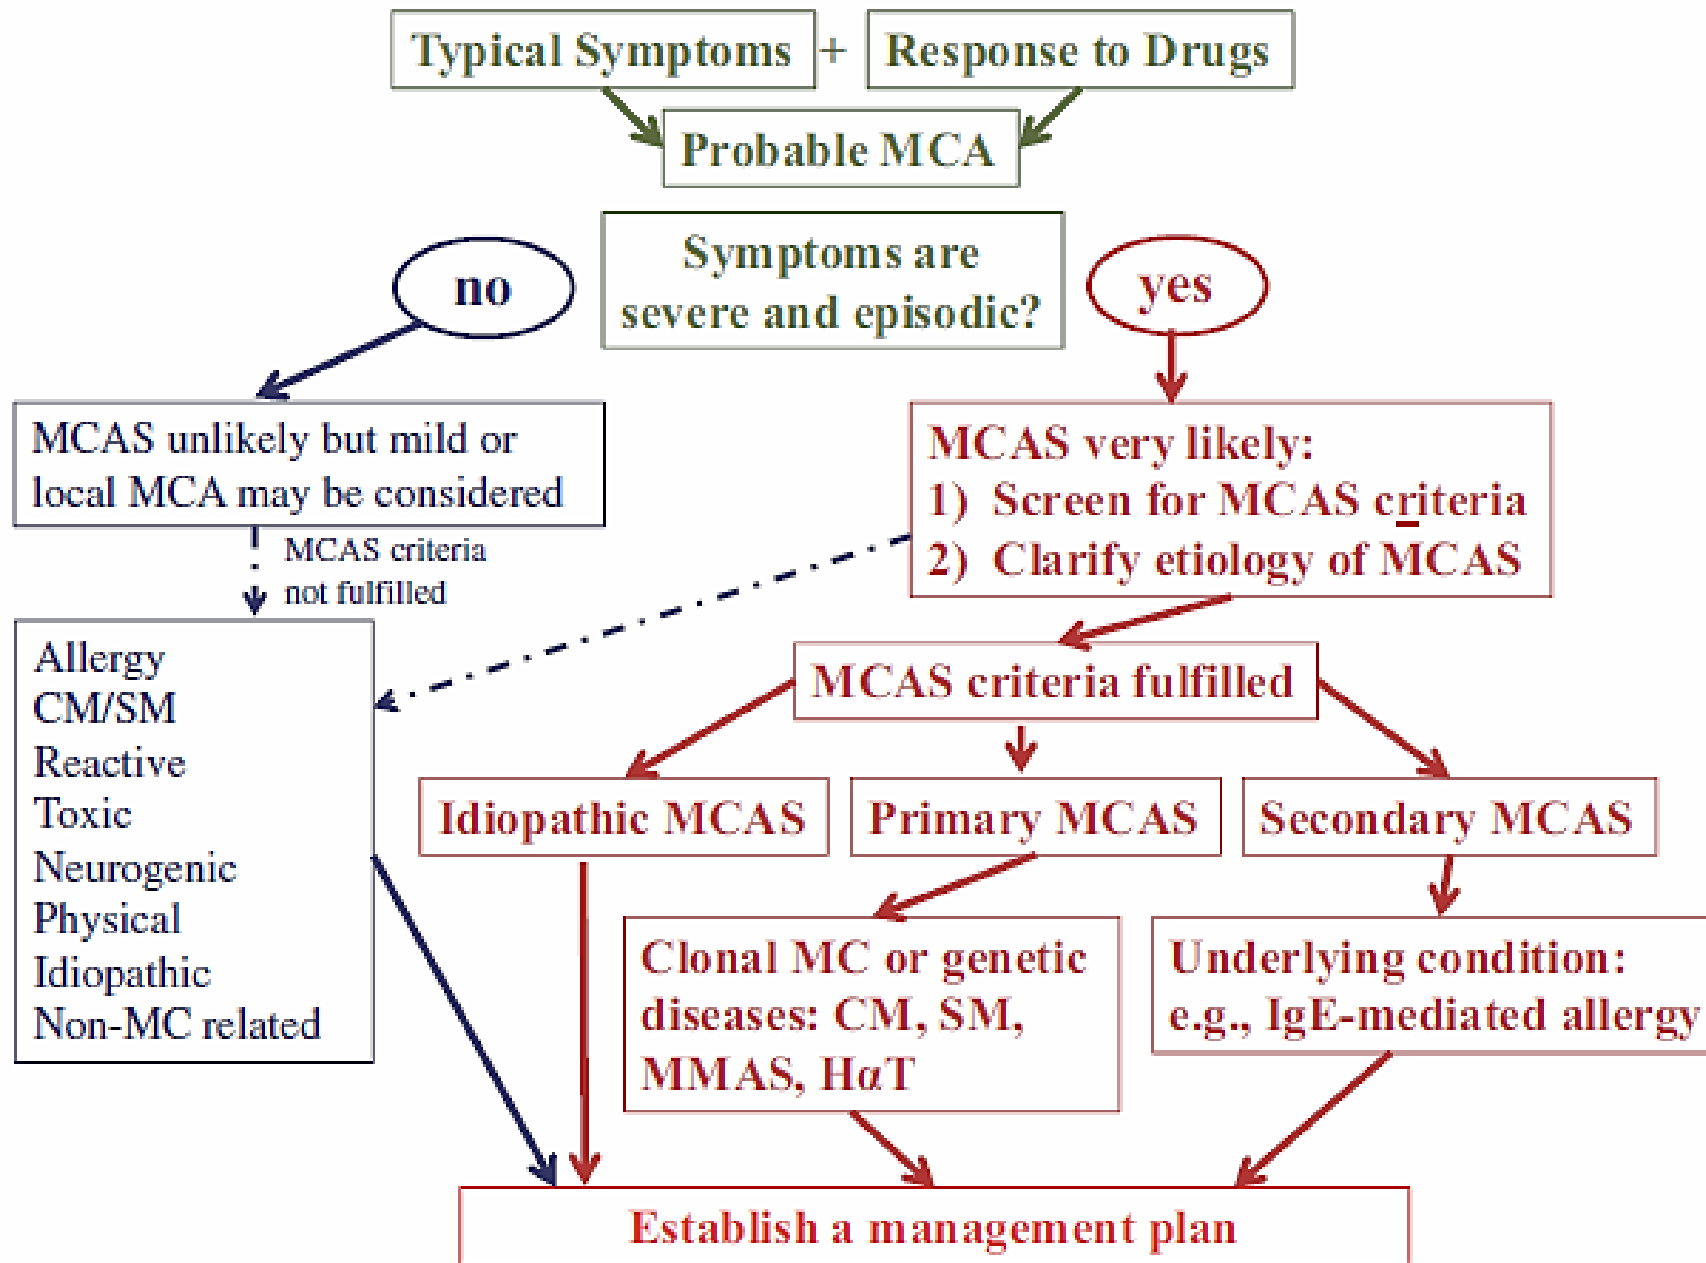 Typical Symptoms + Response to Drugs
Probable MCA
Symptoms are
severe and episodic?
no
yes
MCAS unlikely but mild or
local MCA may be considered
MCAS criteria
not fulfilled
Allergy
CM/SM
Reactive
Toxic
Neurogenic
Physical
Idiopathic
Non-MC related
MCAS very likely:
1) Screen for MCAS criteria
2) Clarify etiology of MCAS
MCAS criteria fulfilled
Idiopathic MCAS
Primary MCAS
Secondary MCAS
Clonal MC or genetic
diseases: CM, SM,
MMAS, HαT
Underlying condition:
e.g., IgE-mediated allergy
Establish a management plan